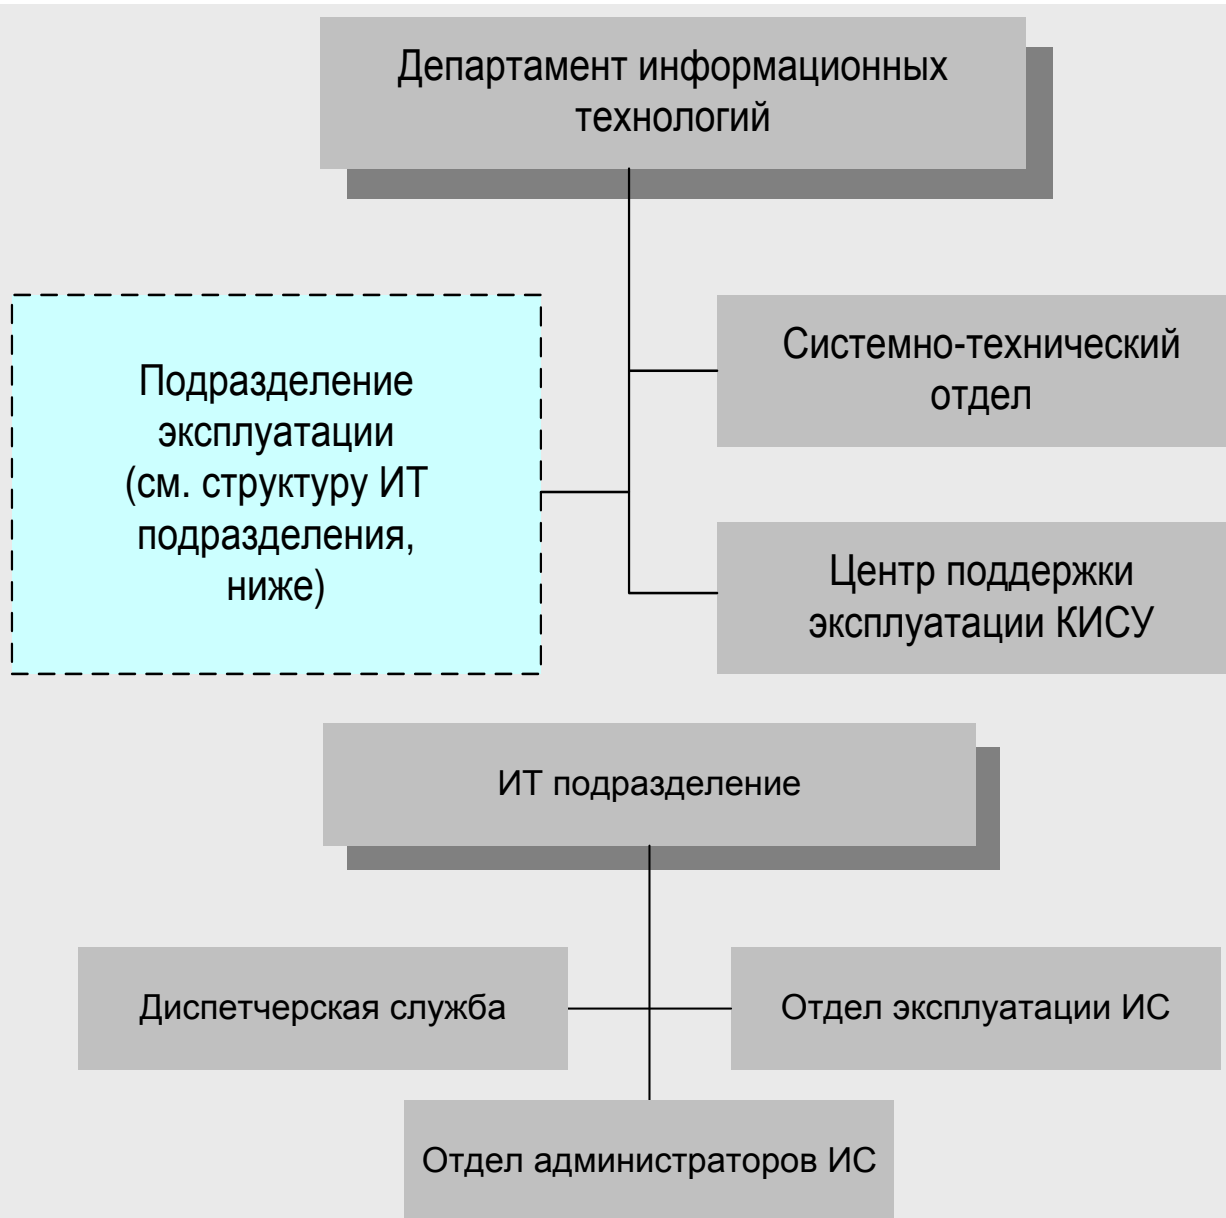 Департамент информационных
технологий
Подразделение
эксплуатации
(см. структуру ИТ
подразделения,
ниже)
Системно-технический
отдел
Центр поддержки
эксплуатации КИСУ
ИТ подразделение
Диспетчерская служба
Отдел эксплуатации ИС
Отдел администраторов ИС